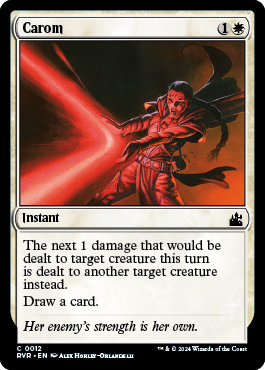 Carom 1
Instant
The next 1 damage that would be
dealt to target creature this turn
is dealt to another target creature
instead.
Draw a card.
Her enemy's strength is her own.
C 0012
RVR • EN Alex Horley-Orlandelli
™ & © 2024 Wizards of the Coast